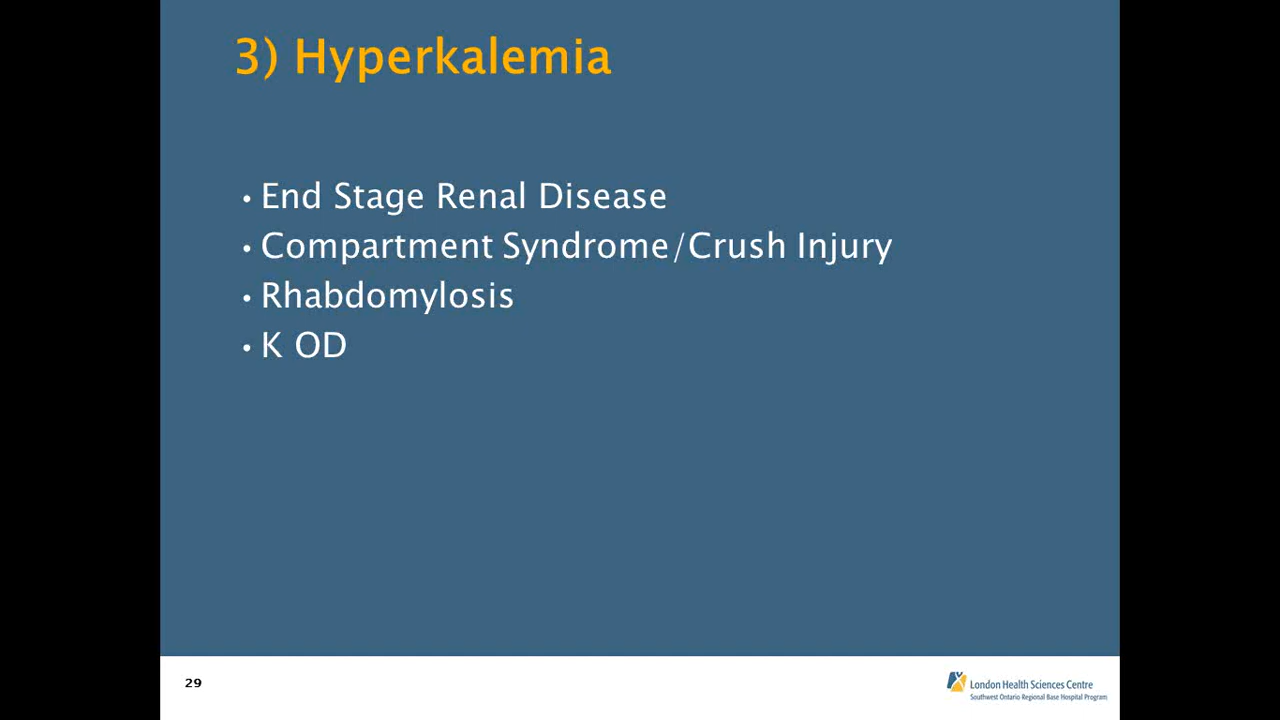 3) Hyperkalemia
• End Stage Renal Disease
• Compartment Syndrome/Crush Injury
• Rhabdomylosis
• K OD
29
London Health Sciences Centre
Southwest Ontario Regional Base Hospital Program